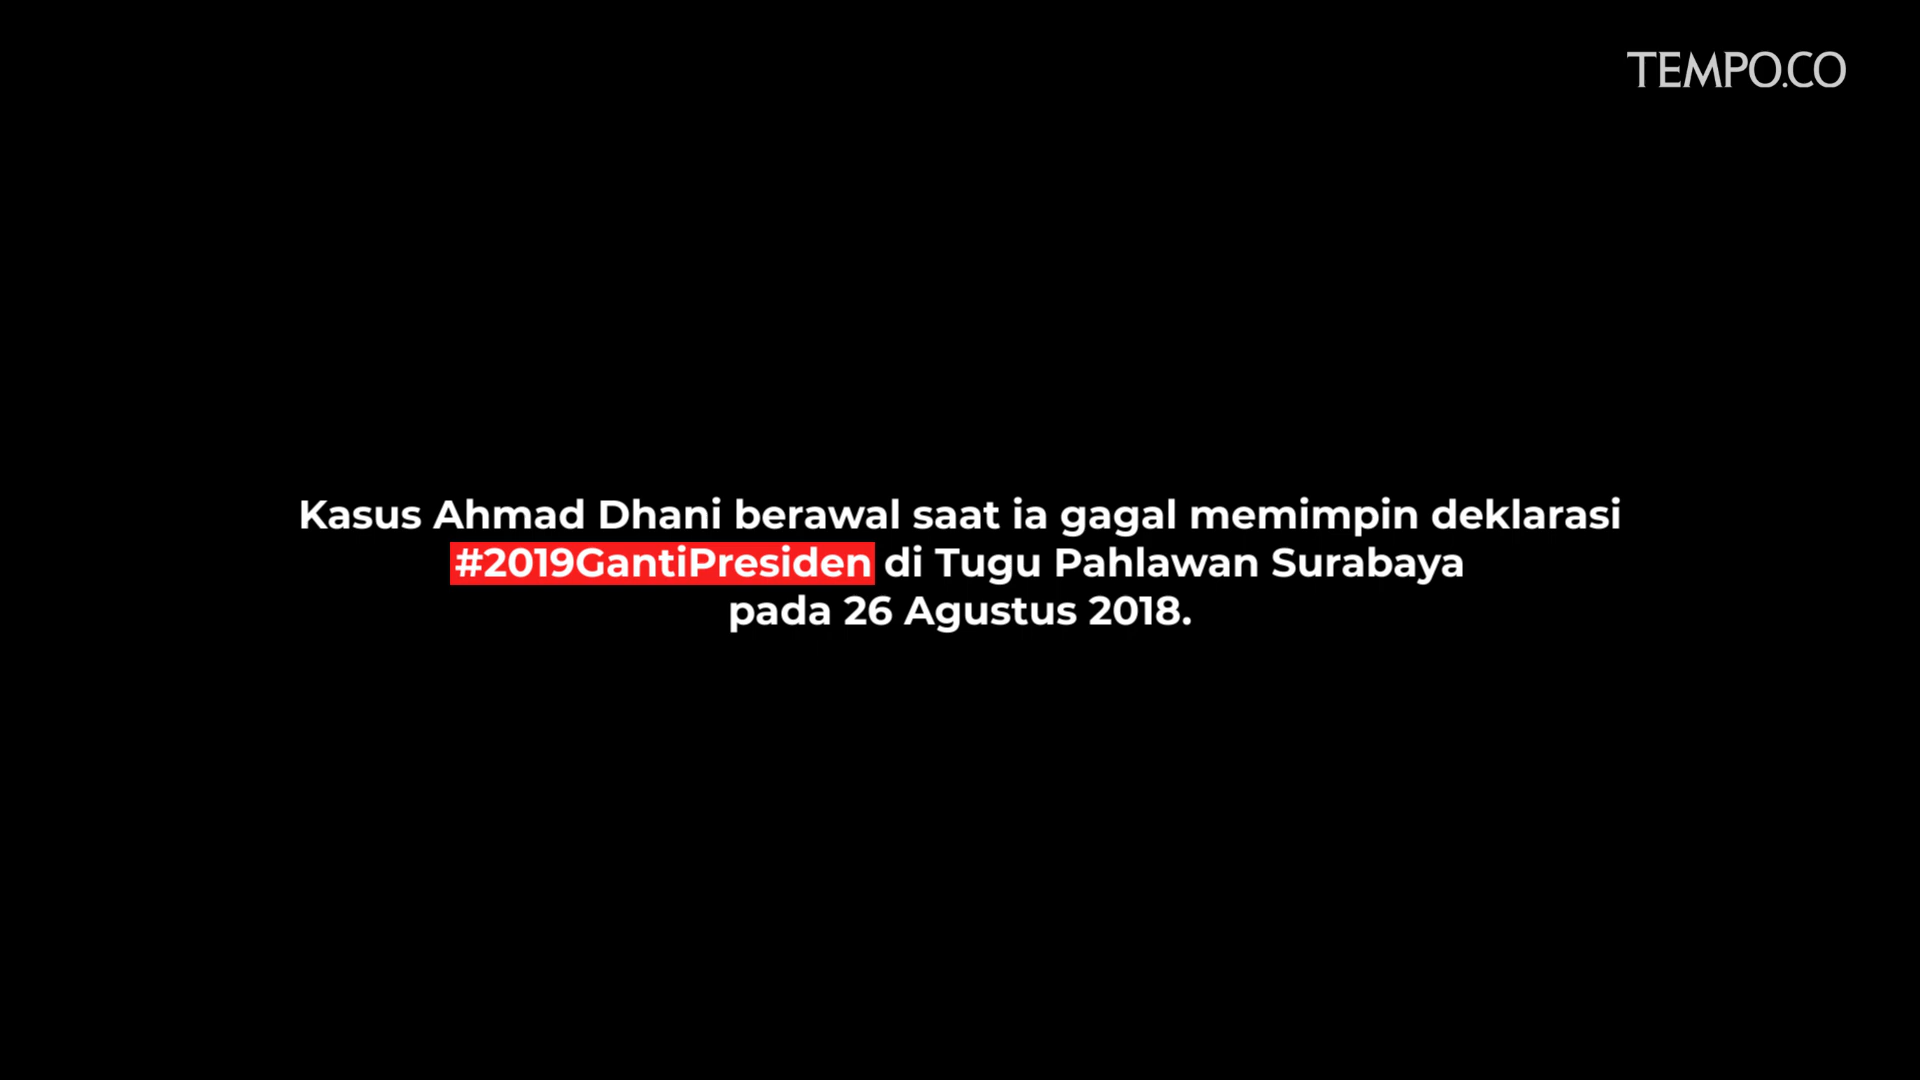 TEMPO.CO
Kasus Ahmad Dhani berawal saat ia gagal memimpin deklarasi
#2019GantiPresiden di Tugu Pahlawan Surabaya
pada 26 Agustus 2018.